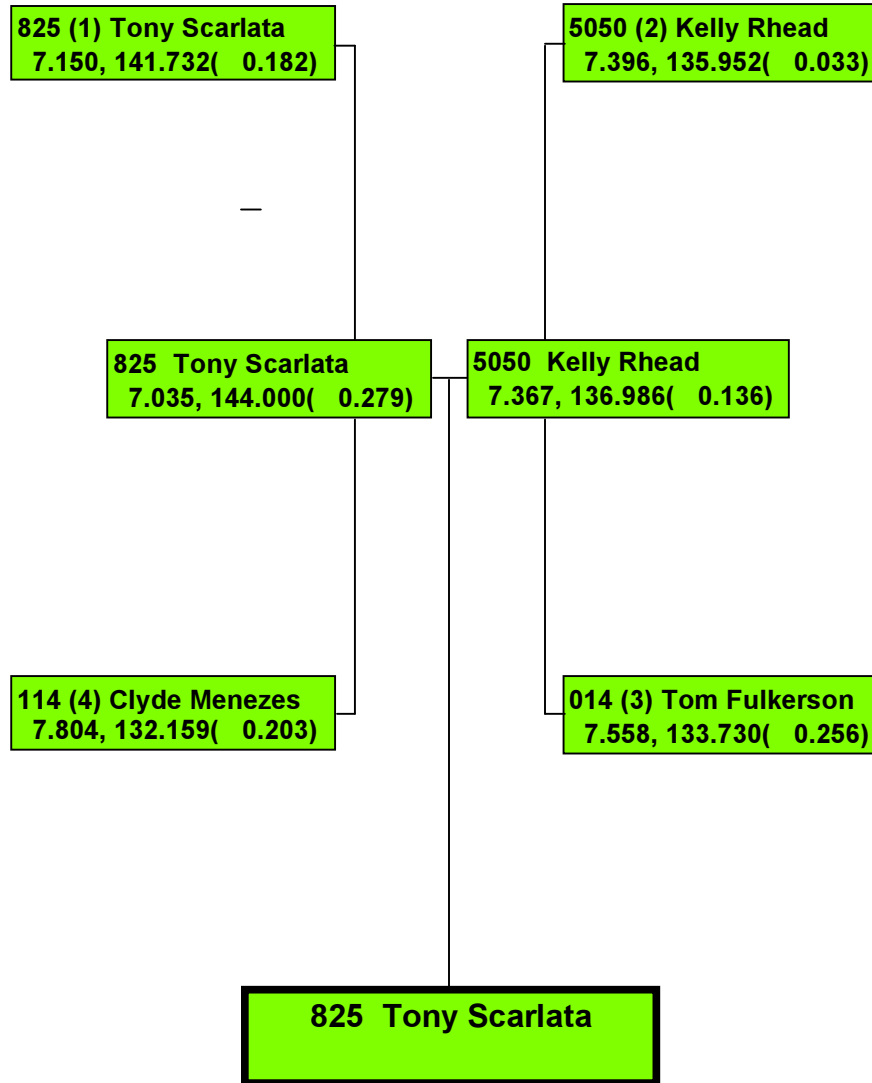 825 (1) Tony Scarlata
7.150, 141.732( 0.182)
5050 (2) Kelly Rhead
7.396, 135.952( 0.033)
825 Tony Scarlata
7.035, 144.000( 0.279)
5050 Kelly Rhead
7.367, 136.986( 0.136)
114 (4) Clyde Menezes
7.804, 132.159( 0.203)
014 (3) Tom Fulkerson
7.558, 133.730( 0.256)
825 Tony Scarlata